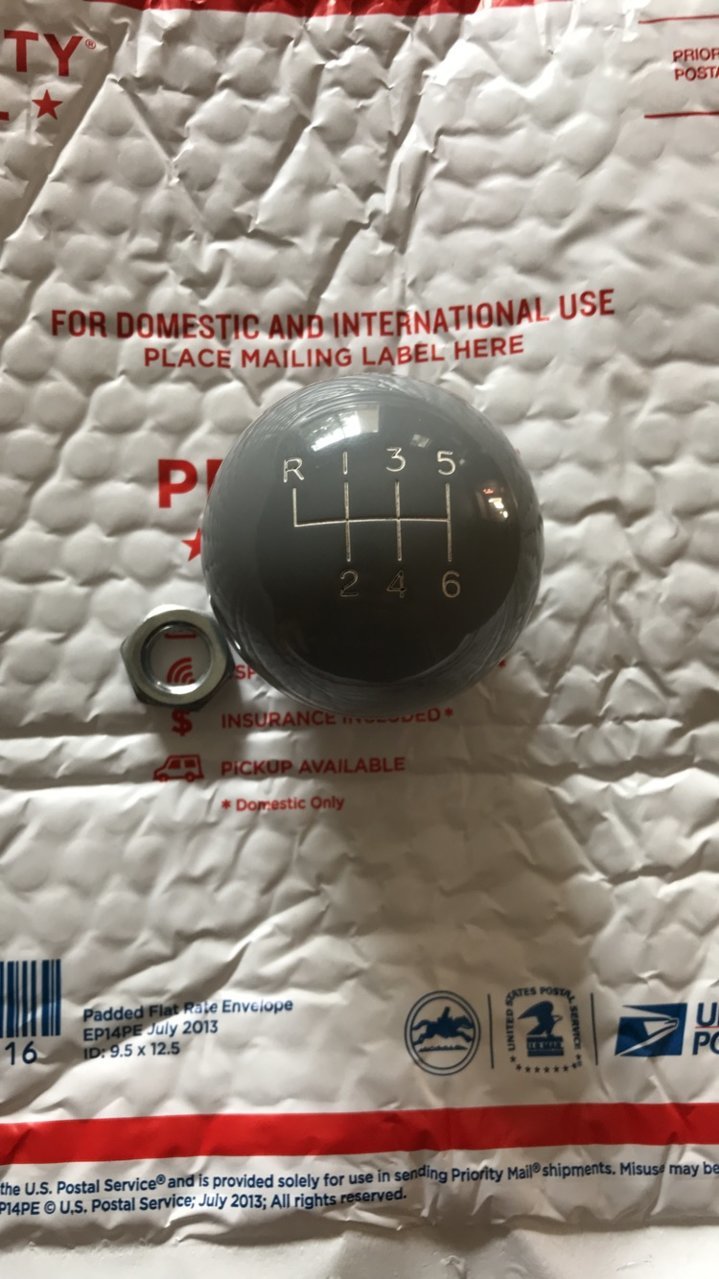 TY®
PRIOR
POSTA
FOR DOMESTIC AND INTERNATIONAL USE
PLACE MAILING LABEL HERE
R 1 3 5
2 4 6
INSURANCE INCLUDED*
PICKUP AVAILABLE
* Domestic Only
Padded Flat Rate Envelope
EP14PE July 2013
ID: 9.5 x 12.5
16
UNITED STATES POSTAL SERVICE
the U.S. Postal Service® and is provided solely for use in sending Priority Mail® shipments. Misuse may be
P14PE © U.S. Postal Service; July 2013; All rights reserved.